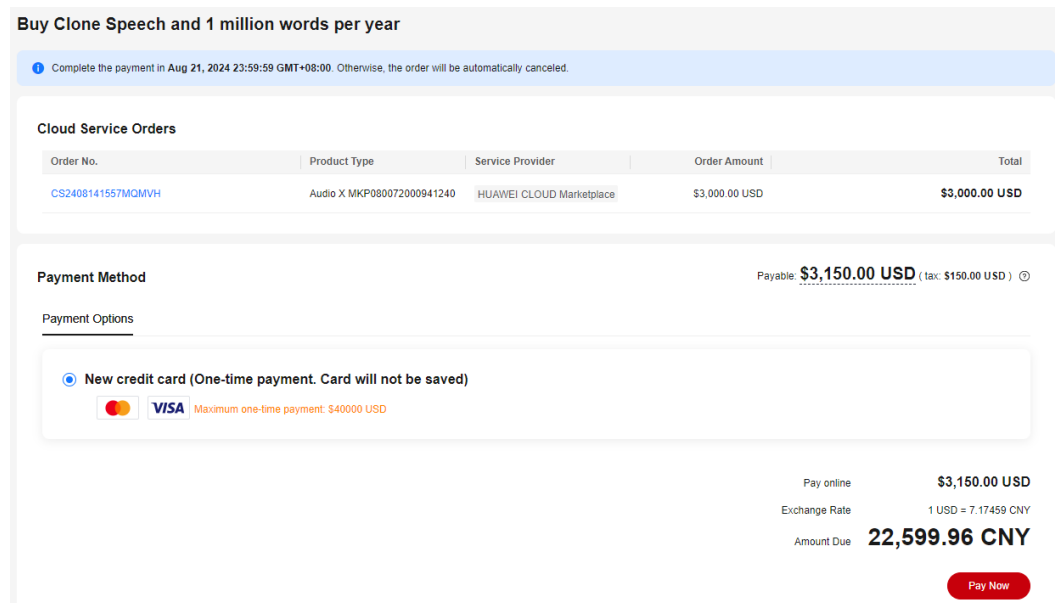 Buy Clone Speech and 1 million words per year
Complete the payment in Aug 21, 2024 23:59:59 GMT+08:00. Otherwise, the order will be automatically canceled.
Cloud Service Orders
Order No. Product Type Service Provider Order Amount Total
CS2408141557MQMVH Audio X MKP080072000941240 HUAWEI CLOUD Marketplace $3,000.00 USD $3,000.00 USD
Payment Method Payable: $3,150.00 USD ( tax: $150.00 USD )
Payment Options
New credit card (One-time payment. Card will not be saved)
VISA Maximum one-time payment: $40000 USD
Pay online $3,150.00 USD
Exchange Rate 1 USD = 7.17459 CNY
Amount Due 22,599.96 CNY
Pay Now